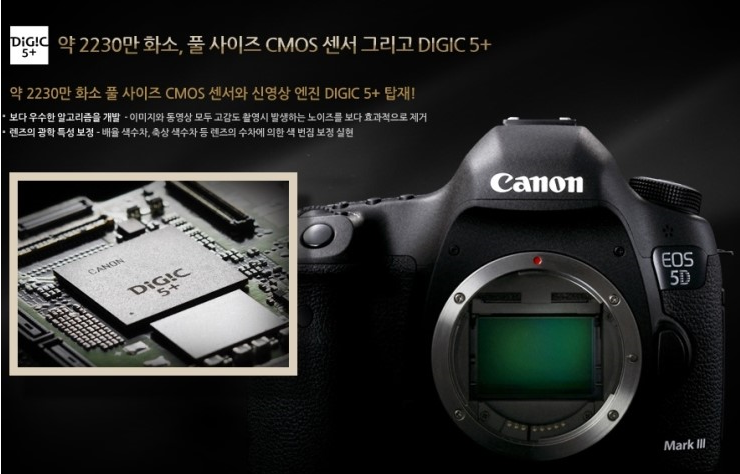 DiGiC
5+
약 2230만 화소, 풀 사이즈 CMOS 센서 그리고 DIGIC 5+
약 2230만 화소 풀 사이즈 CMOS 센서와 신영상 엔진 DIGIC 5+ 탑재!
• 보다 우수한 알고리즘을 개발 - 이미지와 동영상 모두 고감도 촬영시 발생하는 노이즈를 보다 효과적으로 제거
• 렌즈의 광학 특성 보정 - 배율 색수차, 축상 색수차 등 렌즈의 수차에 의한 색 번짐 보정 실현
CANON
DiGiC
5+
Canon
EOS
5D
Mark III